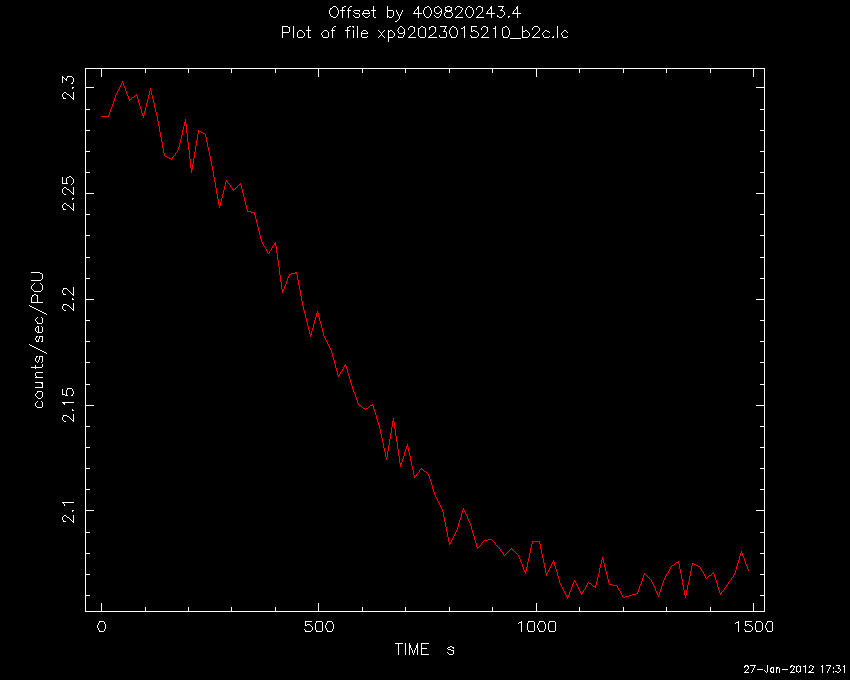 Offset by 409820243.4
Plot of file xp92023015210_b2c.lc
2.3
2.25
2.2
2.15
2.1
counts/sec/PCU
0 500 1000 1500
TIME s
27-Jan-2012 17:31